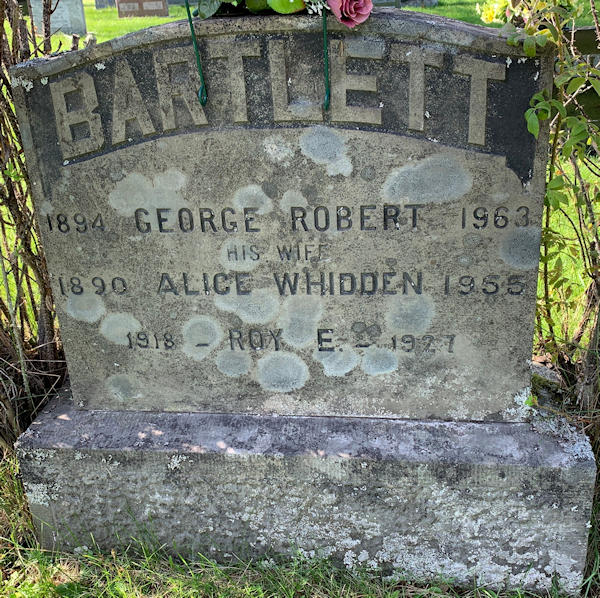 BARTLETT
1894 GEORGE ROBERT 1963
HIS WIFE
1890 ALICE WHIDDEN 1955
1918 - ROY E. - 1927